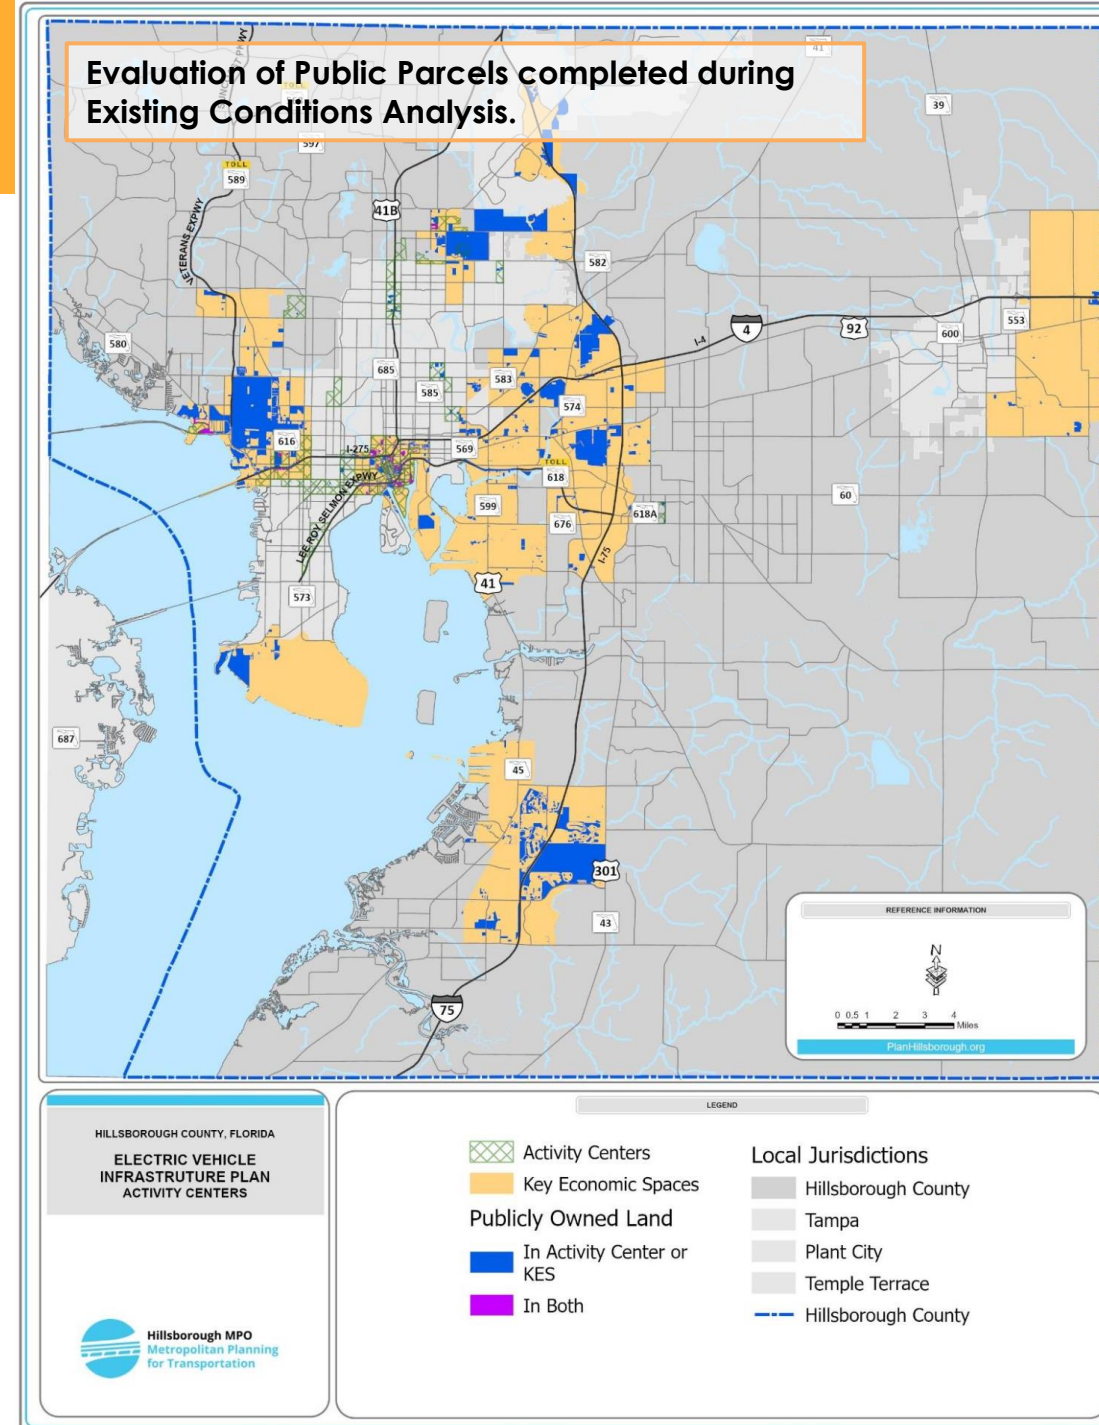 Evaluation of Public Parcels completed during
Existing Conditions Analysis.
41
39
597
TOLL
589
41B
VETERANS EXPWY
582
4
92
553
600
I-4
580
685
583
585
574
616
I-275
569
TOLL
618
LEE ROY SELMON EXPWY
60
599
618A
676
I-75
41
573
687
45
301
43
75
REFERENCE INFORMATION
N
0 0.5 1 2 3 4
Miles
PlanHillsborough.org
HILLSBOROUGH COUNTY, FLORIDA
ELECTRIC VEHICLE
INFRASTRUTURE PLAN
ACTIVITY CENTERS
Hillsborough MPO
Metropolitan Planning
for Transportation
LEGEND
Activity Centers
Key Economic Spaces
Publicly Owned Land
In Activity Center or
KES
In Both
Local Jurisdictions
Hillsborough County
Tampa
Plant City
Temple Terrace
Hillsborough County